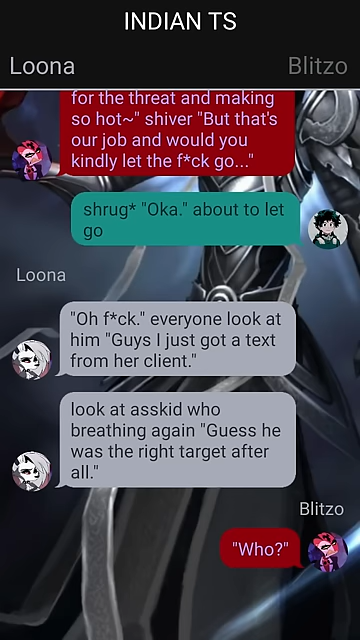 INDIAN TS
Loona
Blitzo
for the threat and making
so hot~" shiver "But that's
our job and would you
kindly let the f*ck go..."
shrug* "Oka." about to let
go
Loona
"Oh f*ck." everyone look at
him "Guys I just got a text
from her client."
look at asskid who
breathing again "Guess he
was the right target after
all."
Blitzo
"Who?"